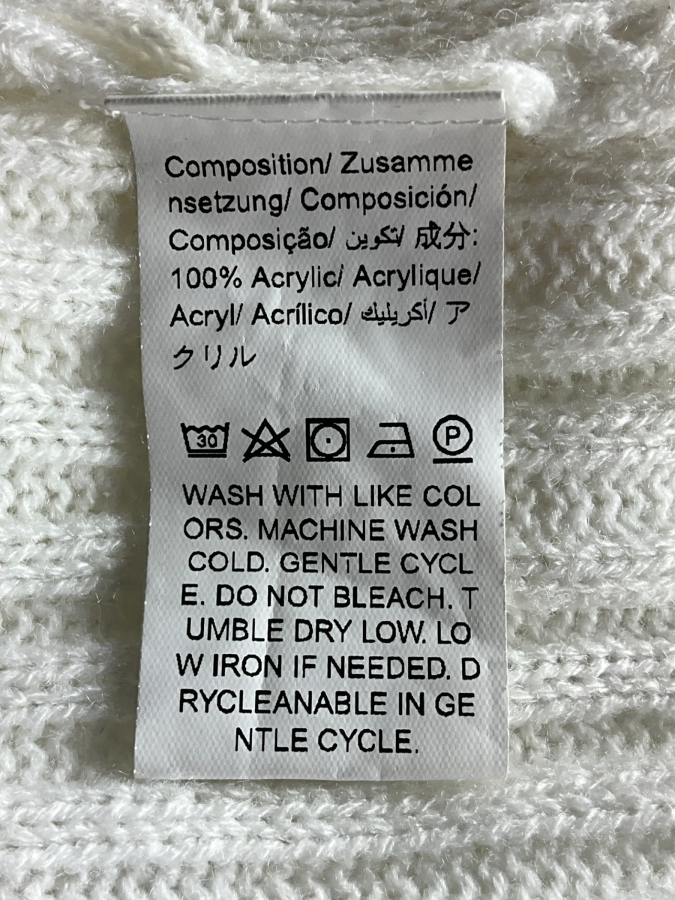 Composition/ Zusamme
nsetzung/ Composición/
Composição/ تكوين/ 成分:
100% Acrylic/ Acrylique/
Acryl/ Acrílico/ أكريليك/ ア
クリル
30 P
WASH WITH LIKE COL
ORS. MACHINE WASH
COLD. GENTLE CYCL
E. DO NOT BLEACH. T
UMBLE DRY LOW. LO
W IRON IF NEEDED. D
RYCLEANABLE IN GE
NTLE CYCLE.